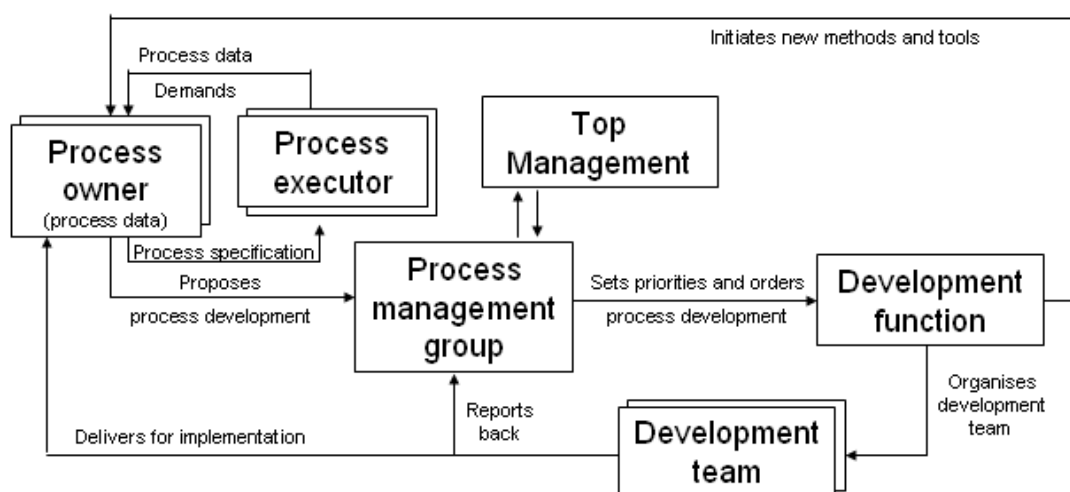 Initiates new methods and tools
Process data
Demands
Process
owner
(process data)
Process
executor
Top
Management
Process specification
Proposes
process development
Process
management
group
Sets priorities and orders
process development
Development
function
Organises
development
team
Reports
back
Delivers for implementation
Development
team